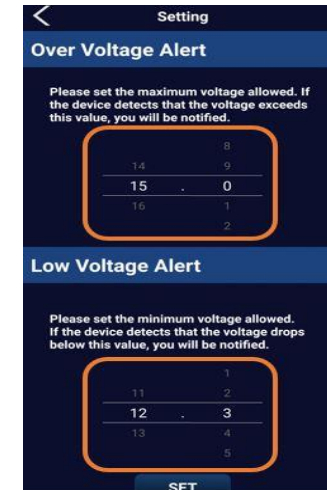 Setting
Over Voltage Alert
Please set the maximum voltage allowed. If
the device detects that the voltage exceeds
this value, you will be notified.
8
14 9
15 . 0
16 1
2
Low Voltage Alert
Please set the minimum voltage allowed.
If the device detects that the voltage drops
below this value, you will be notified.
1
11 2
12 . 3
13 4
5
SET